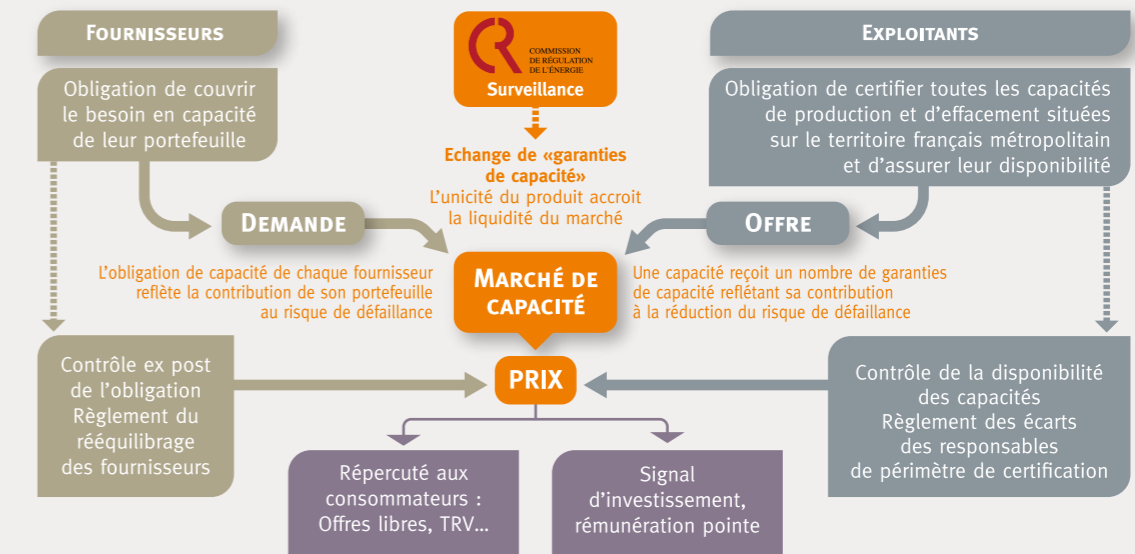 FOURNISSEURS
Obligation de couvrir
le besoin en capacité
de leur portefeuille
COMMISSION
DE RÉGULATION
DE L'ÉNERGIE
Surveillance
Echange de «garanties
de capacité»
L'unicité du produit accroit
la liquidité du marché
EXPLOITANTS
Obligation de certifier toutes les capacités
de production et d'effacement situées
sur le territoire français métropolitain
et d'assurer leur disponibilité
DEMANDE
OFFRE
L'obligation de capacité de chaque fournisseur
reflète la contribution de son portefeuille
au risque de défaillance
MARCHÉ DE
CAPACITÉ
Une capacité reçoit un nombre de garanties
de capacité reflétant sa contribution
à la réduction du risque de défaillance
Contrôle ex post
de l'obligation
Règlement du
rééquilibrage
des fournisseurs
PRIX
Contrôle de la disponibilité
des capacités
Règlement des écarts
des responsables
de périmètre de certification
Répercuté aux
consommateurs :
Offres libres, TRV...
Signal
d'investissement,
rémunération pointe